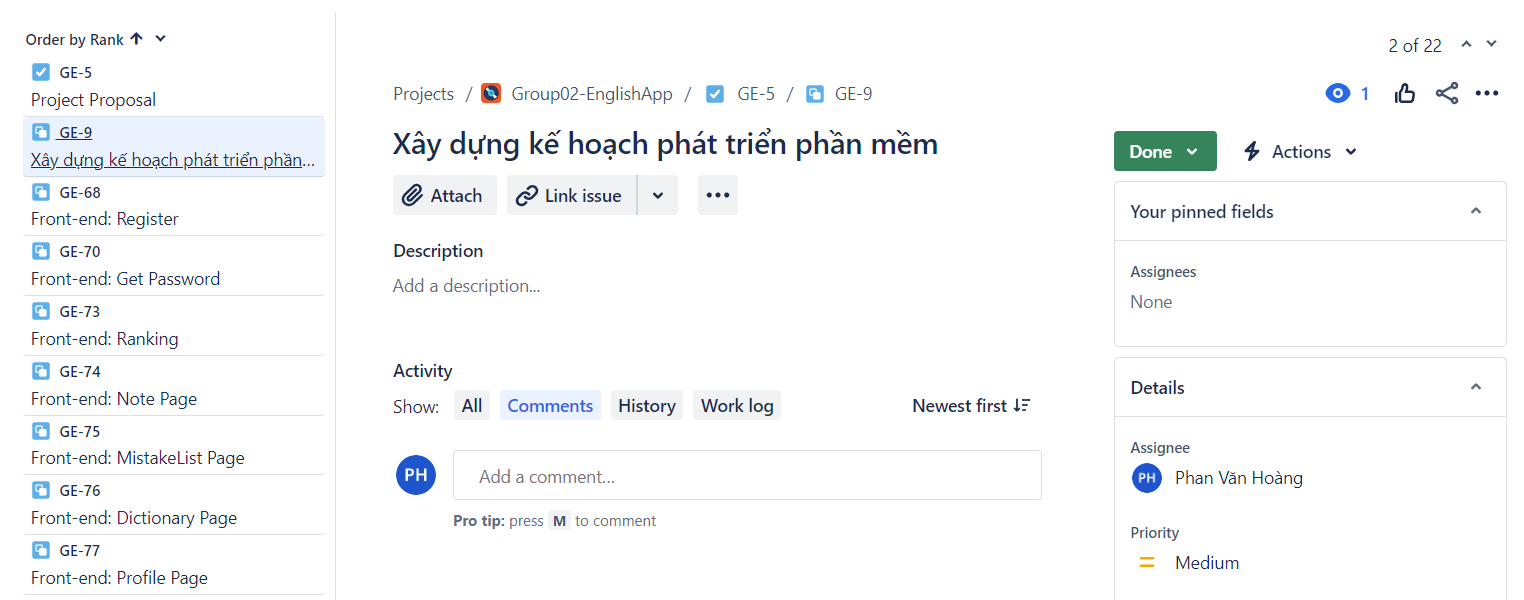 Order by Rank
GE-5
Project Proposal
GE-9
Xây dựng kế hoạch phát triển phần...
GE-68
Front-end: Register
GE-70
Front-end: Get Password
GE-73
Front-end: Ranking
GE-74
Front-end: Note Page
GE-75
Front-end: MistakeList Page
GE-76
Front-end: Dictionary Page
GE-77
Front-end: Profile Page
2 of 22
Projects / Group02-EnglishApp / GE-5 / GE-9
1
Xây dựng kế hoạch phát triển phần mềm
Attach Link issue
Description
Add a description...
Activity
Show: All Comments History Work log Newest first
PH Add a comment...
Pro tip: press M to comment
Done Actions
Your pinned fields
Assignees
None
Details
Assignee
PH Phan Văn Hoàng
Priority
Medium